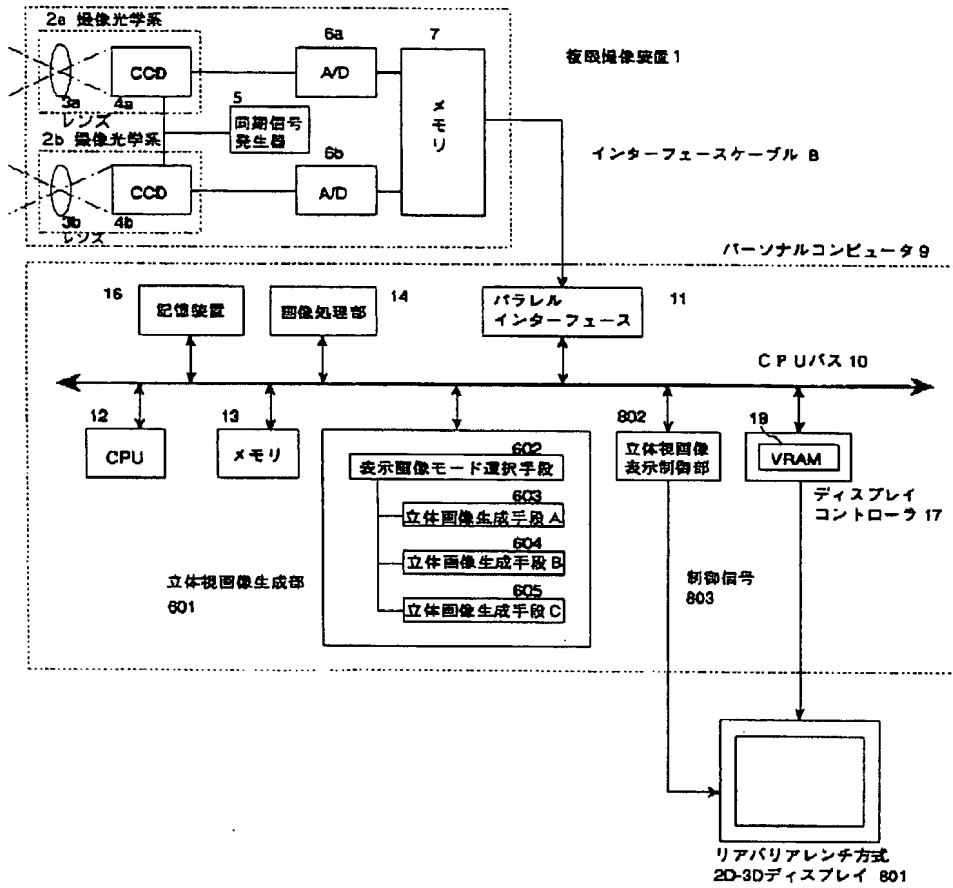 2a 撮像光学系
6a
7
複眼撮像装置 1
CCD
A/D
メモリ
3a
4a
レンズ
5
同期信号
発生器
2b 撮像光学系
6b
インターフェースケーブル 8
CCD
A/D
3b
4b
レンズ
パーソナルコンピュータ 9
16
記憶装置
14
画像処理部
パラレル
インターフェース
11
CPUバス 10
12
CPU
13
メモリ
602
表示画像モード選択手段
603
立体画像生成手段 A
604
立体画像生成手段 B
605
立体画像生成手段 C
立体視画像生成部
601
802
立体視画像
表示制御部
18
VRAM
ディスプレイ
コントローラ 17
制御信号
803
リアバリアレンチ方式
2D-3Dディスプレイ 801